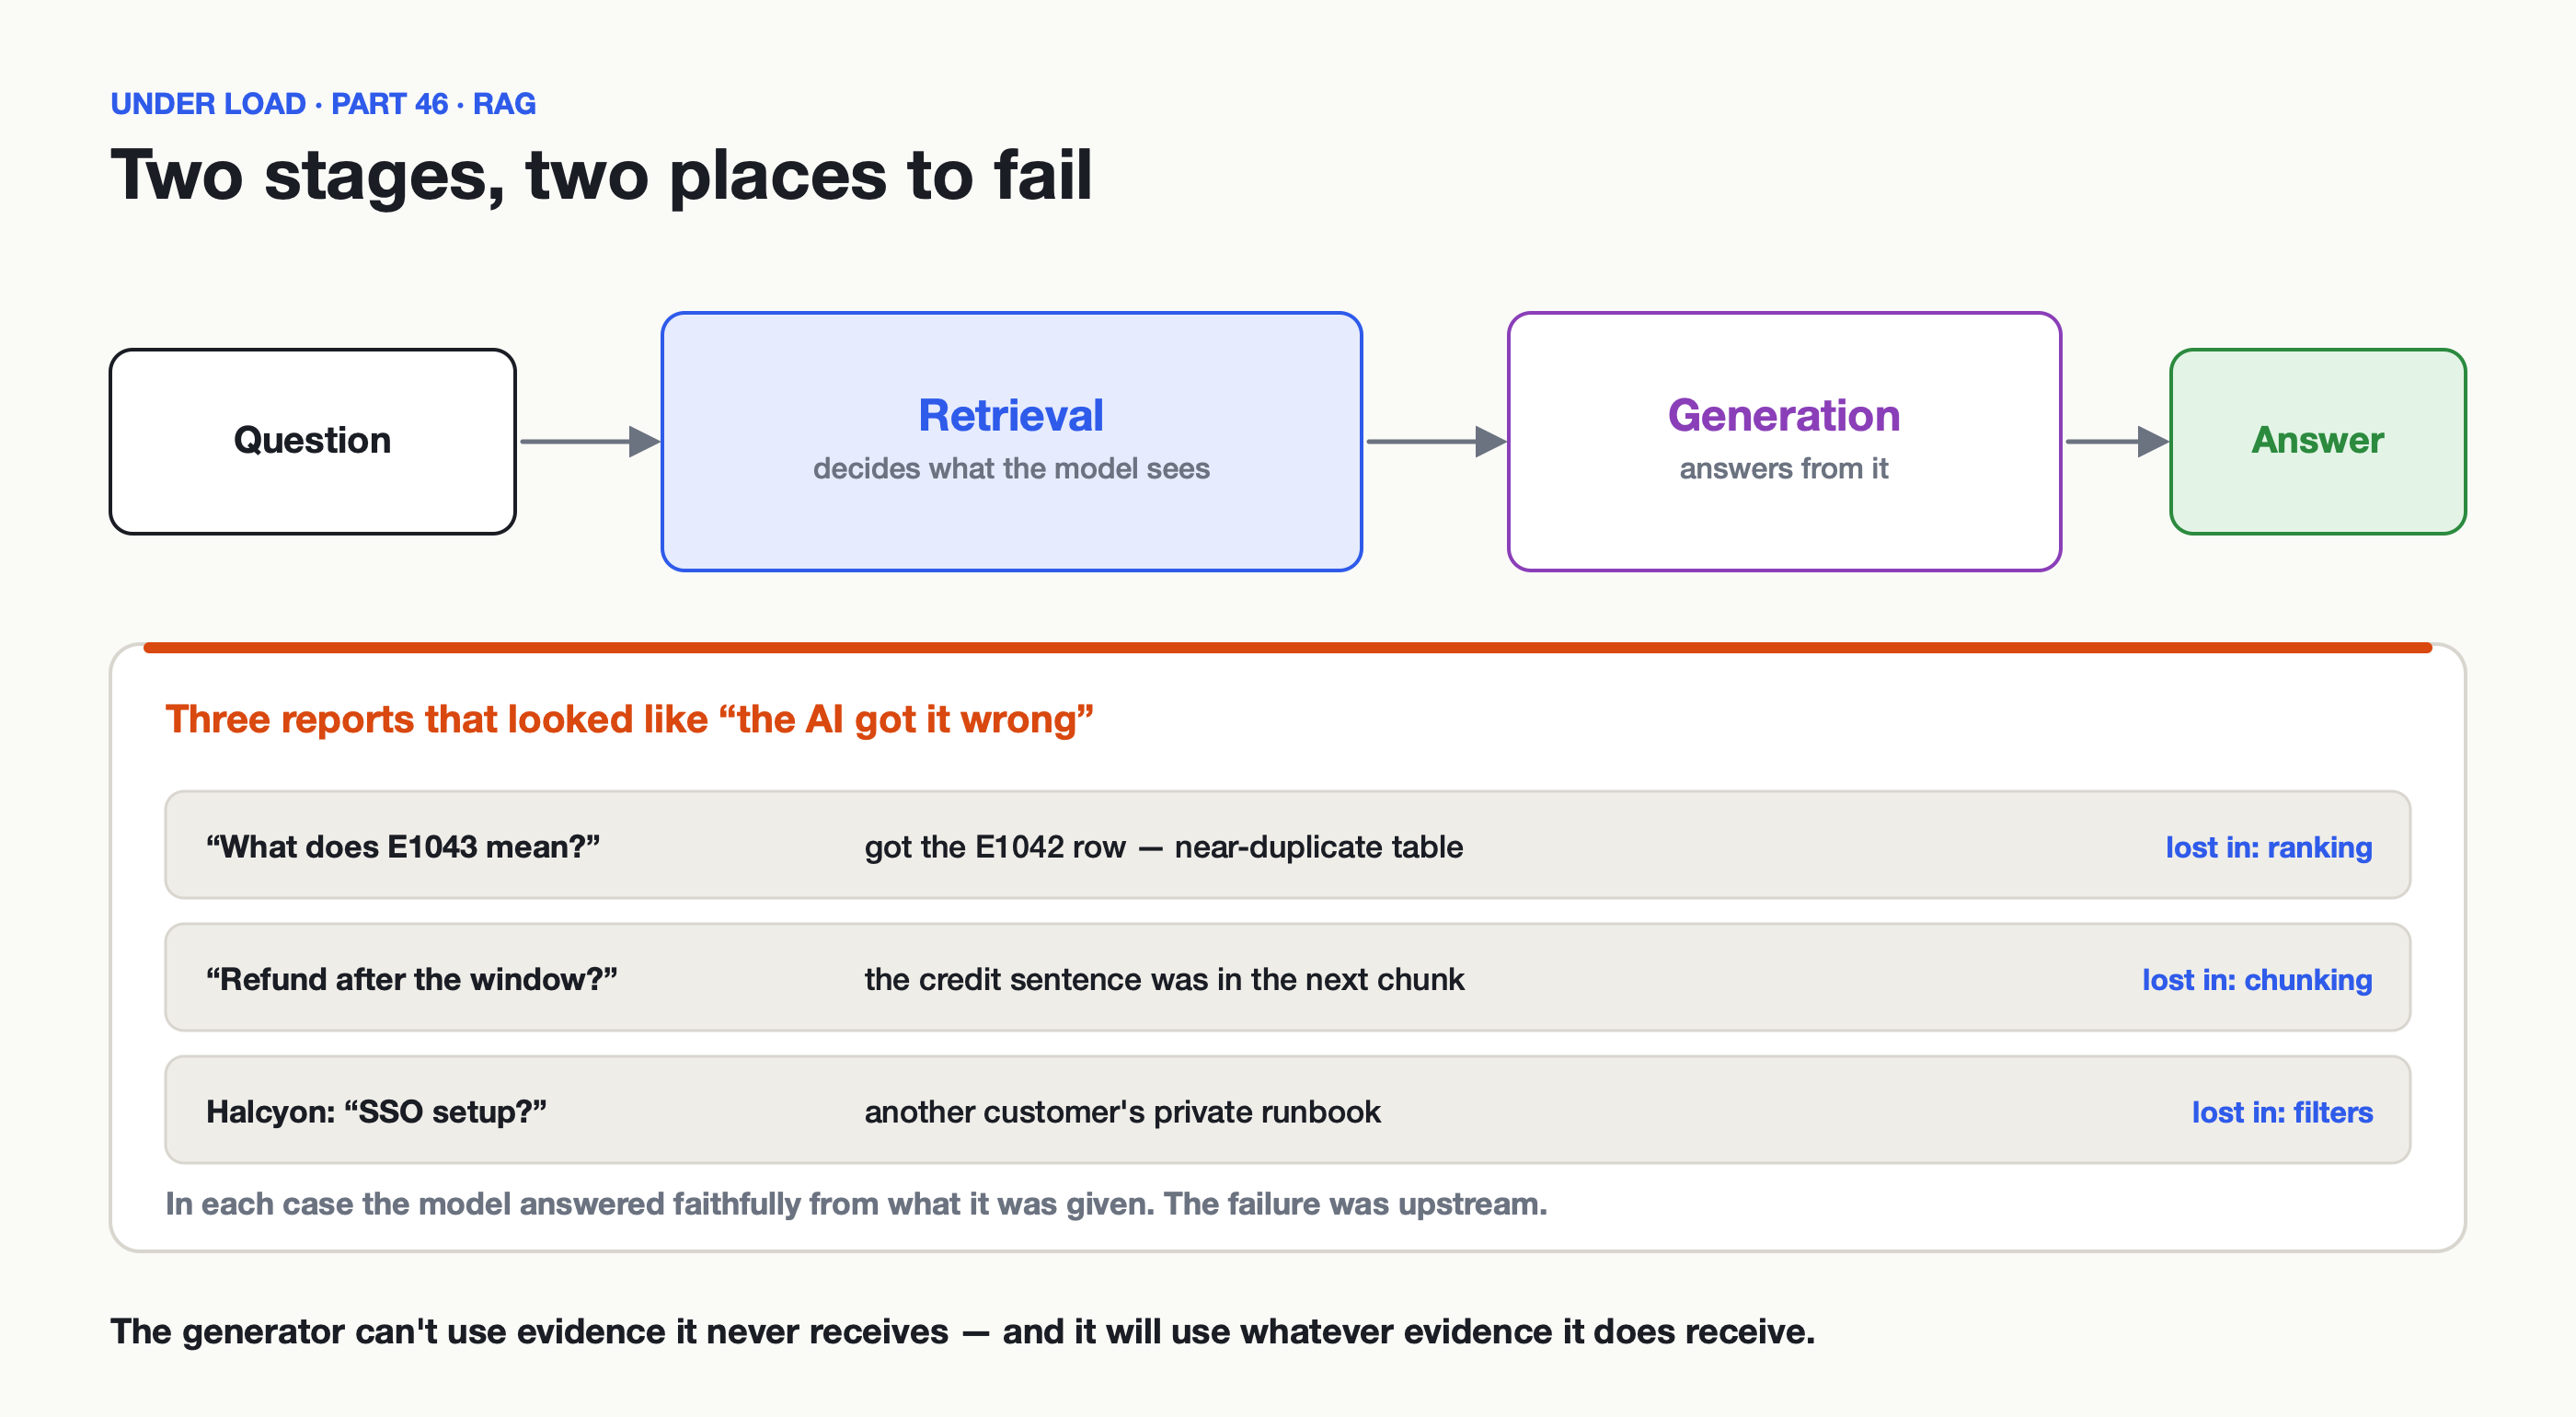 UNDER LOAD · PART 46 · RAG
Two stages, two places to fail
Question
Retrieval
decides what the model sees
Generation
answers from it
Answer
Three reports that looked like “the AI got it wrong”
“What does E1043 mean?” got the E1042 row — near-duplicate table lost in: ranking
“Refund after the window?” the credit sentence was in the next chunk lost in: chunking
Halcyon: “SSO setup?” another customer's private runbook lost in: filters
In each case the model answered faithfully from what it was given. The failure was upstream.
The generator can't use evidence it never receives — and it will use whatever evidence it does receive.